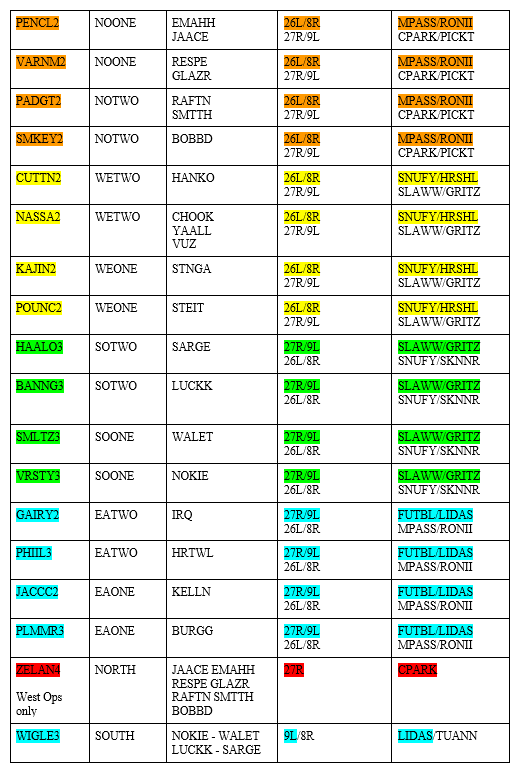 PENCL2 NOONE EMAHH 26L/8R MPASS/RONII
JAACE 27R/9L CPARK/PICKT
VARNM2 NOONE RESPE 26L/8R MPASS/RONII
GLAZR 27R/9L CPARK/PICKT
PADGT2 NOTWO RAFTN 26L/8R MPASS/RONII
SMTTH 27R/9L CPARK/PICKT
SMKEY2 NOTWO BOBBD 26L/8R MPASS/RONII
27R/9L CPARK/PICKT
CUTTN2 WETWO HANKO 26L/8R SNUFY/HRSHL
27R/9L SLAWW/GRITZ
NASSA2 WETWO CHOOK 26L/8R SNUFY/HRSHL
YAALL 27R/9L SLAWW/GRITZ
VUZ
KAJIN2 WEONE STNGA 26L/8R SNUFY/HRSHL
27R/9L SLAWW/GRITZ
POUNC2 WEONE STEIT 26L/8R SNUFY/HRSHL
27R/9L SLAWW/GRITZ
HAALO3 SOTWO SARGE 27R/9L SLAWW/GRITZ
26L/8R SNUFY/SKNNR
BANNG3 SOTWO LUCKK 27R/9L SLAWW/GRITZ
26L/8R SNUFY/SKNNR
SMLTZ3 SOONE WALET 27R/9L SLAWW/GRITZ
26L/8R SNUFY/SKNNR
VRSTY3 SOONE NOKIE 27R/9L SLAWW/GRITZ
26L/8R SNUFY/SKNNR
GAIRY2 EATWO IRQ 27R/9L FUTBL/LIDAS
26L/8R MPASS/RONII
PHIIL3 EATWO HRTWL 27R/9L FUTBL/LIDAS
26L/8R MPASS/RONII
JACCC2 EAONE KELLN 27R/9L FUTBL/LIDAS
26L/8R MPASS/RONII
PLMMR3 EAONE BURGG 27R/9L FUTBL/LIDAS
26L/8R MPASS/RONII
ZELAN4 NORTH JAACE EMAHH 27R CPARK
RESPE GLAZR
West Ops RAFTN SMTTH
only BOBBD
WIGLE3 SOUTH NOKIE - WALET 9L/8R LIDAS/TUANN
LUCKK - SARGE